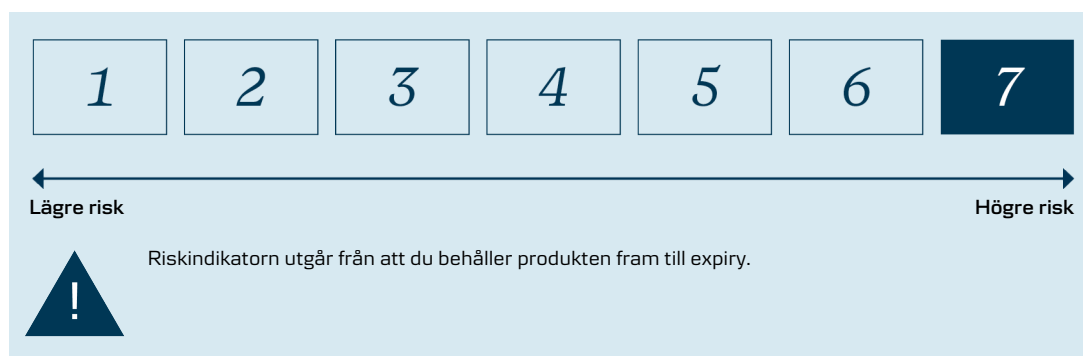 1 2 3 4 5 6 7
Lägre risk Högre risk
Riskindikatorn utgår från att du behåller produkten fram till expiry.
!